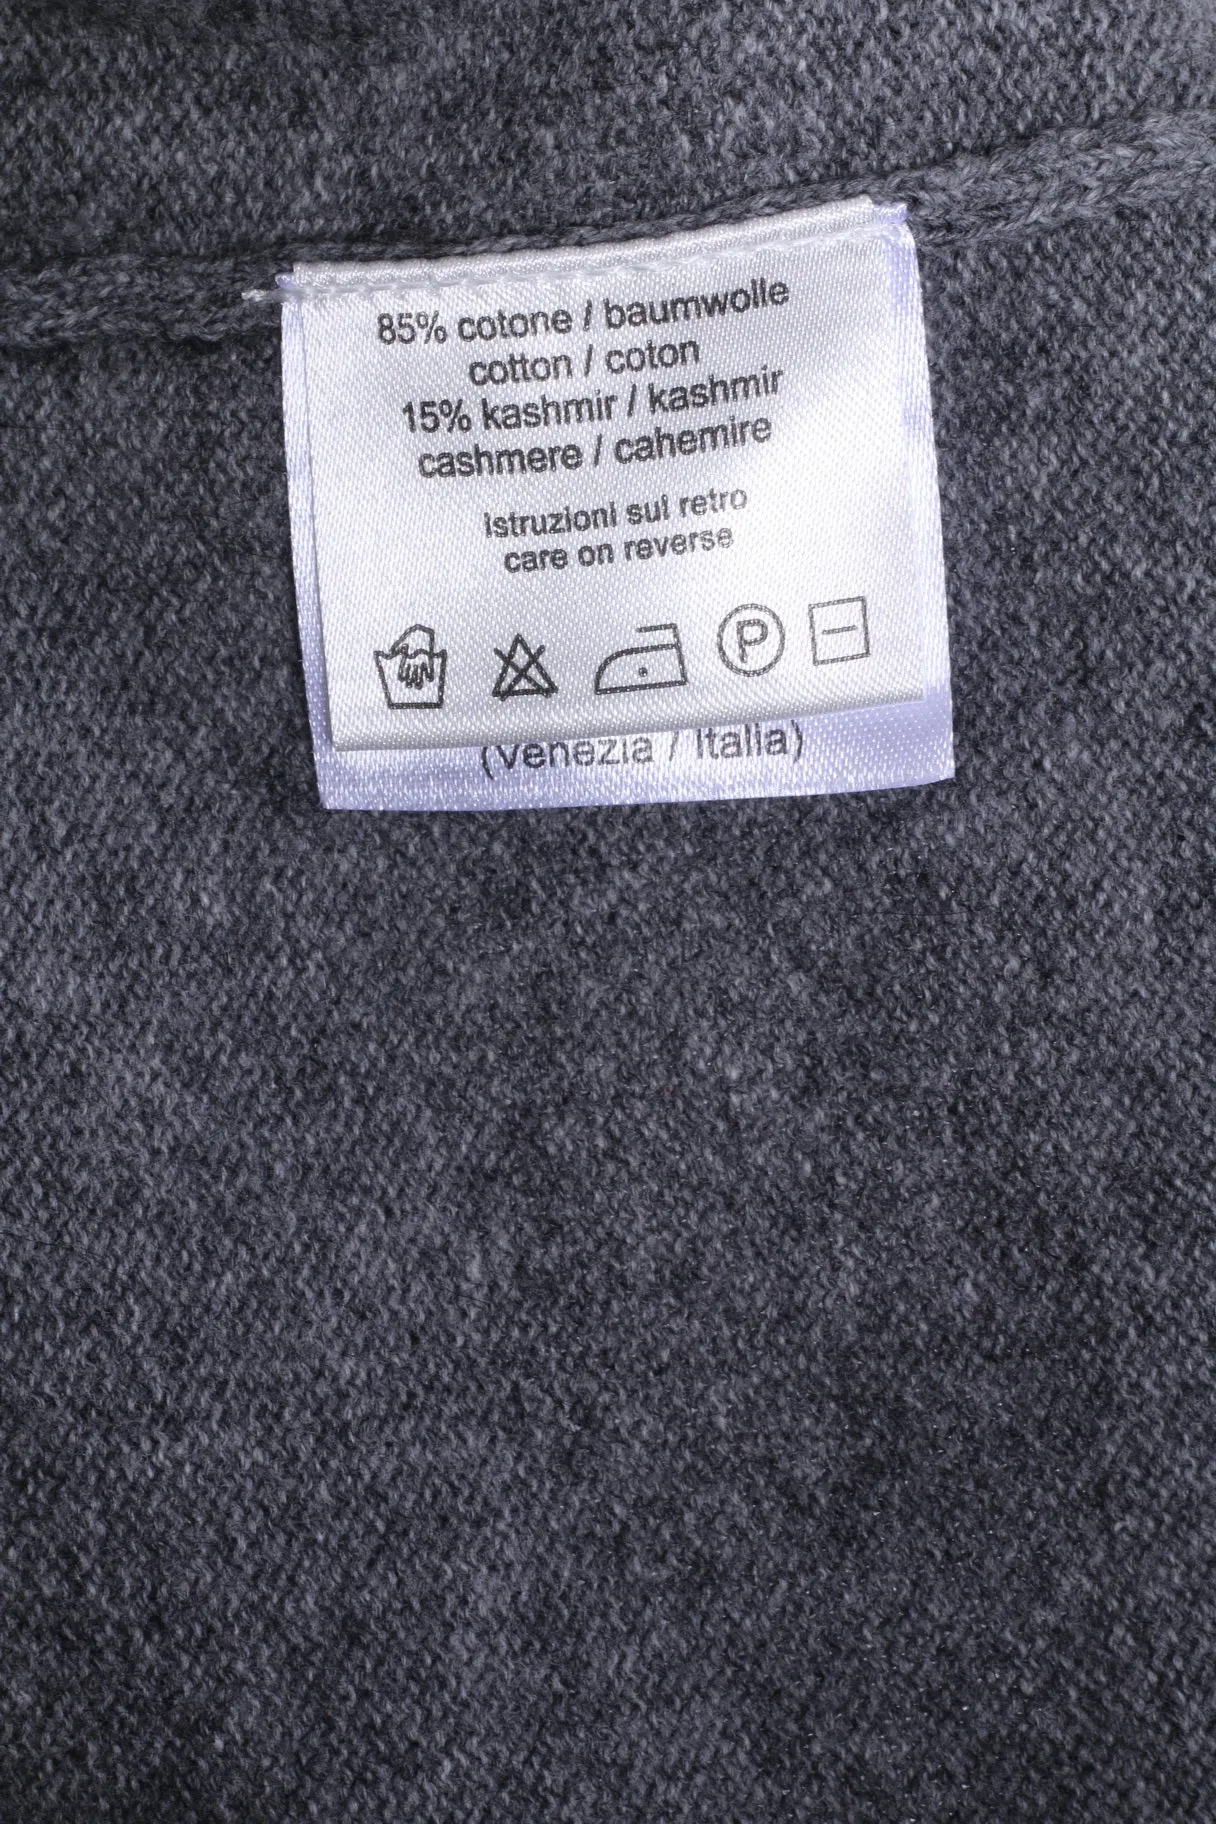 85% cotone / baumwolle
cotton / coton
15% kashmir / kashmir
cashmere / cahemire
istruzioni sul retro
care on reverse
P
(Venezia / Italia)